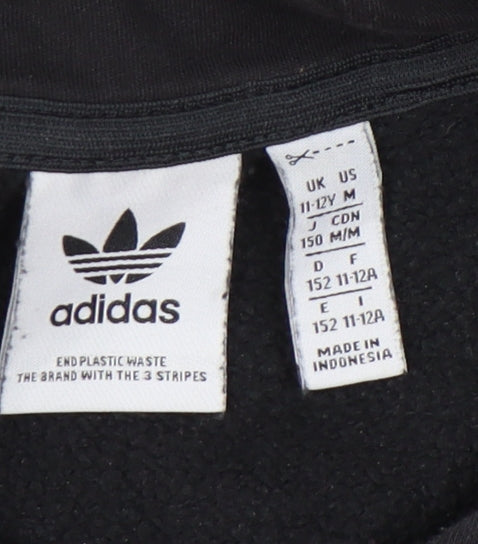 adidas
END PLASTIC WASTE
THE BRAND WITH THE 3 STRIPES
UK US
11-12Y M
J CDN
150 M/M
D F
152 11-12A
E I
152 11-12A
MADE IN
INDONESIA